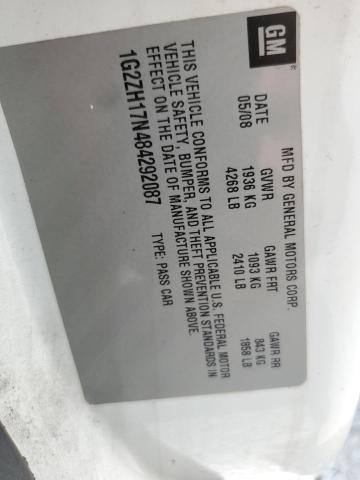 GM
MFD BY GENERAL MOTORS CORP.
DATE GVWR GAWR FRT GAWR RR
05/08 1936 KG 1093 KG 843 KG
4268 LB 2410 LB 1858 LB
THIS VEHICLE CONFORMS TO ALL APPLICABLE U.S. FEDERAL MOTOR
VEHICLE SAFETY, BUMPER, AND THEFT PREVENTION STANDARDS IN
EFFECT ON THE DATE OF MANUFACTURE SHOWN ABOVE.
1G2ZH17N484292087 TYPE: PASS CAR